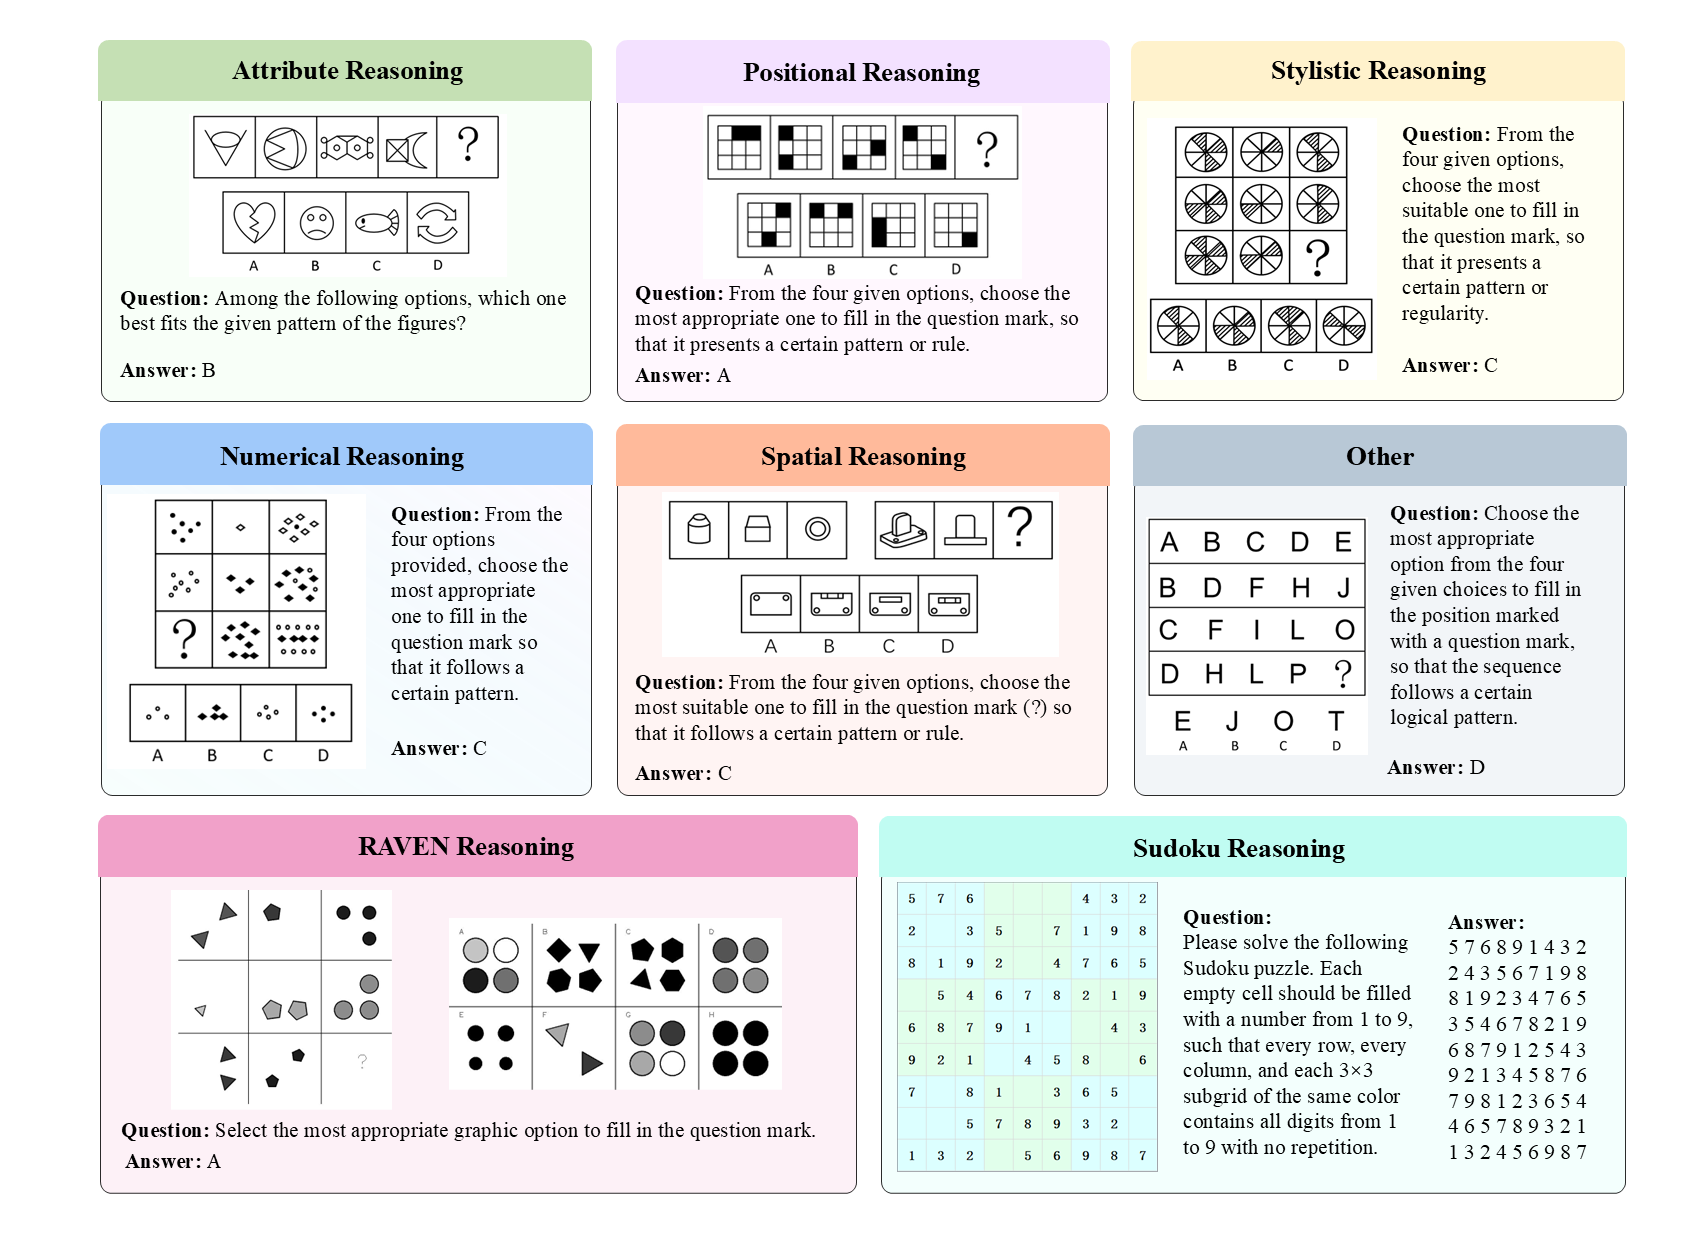 Attribute Reasoning
?
A B C D
Question: Among the following options, which one
best fits the given pattern of the figures?
Answer: B
Positional Reasoning
?
A B C D
Question: From the four given options, choose the
most appropriate one to fill in the question mark, so
that it presents a certain pattern or rule.
Answer: A
Stylistic Reasoning
?
A B C D
Question: From the
four given options,
choose the most
suitable one to fill in
the question mark, so
that it presents a
certain pattern or
regularity.
Answer: C
Numerical Reasoning
?
A B C D
Question: From the
four options
provided, choose the
most appropriate
one to fill in the
question mark so
that it follows a
certain pattern.
Answer: C
Spatial Reasoning
?
A B C D
Question: From the four given options, choose the
most suitable one to fill in the question mark (?) so
that it follows a certain pattern or rule.
Answer: C
Other
A B C D E
B D F H J
C F I L O
D H L P ?
E J O T
A B C D
Question: Choose the
most appropriate
option from the four
given choices to fill in
the position marked
with a question mark,
so that the sequence
follows a certain
logical pattern.
Answer: D
RAVEN Reasoning
?
A B C D
E F G H
Question: Select the most appropriate graphic option to fill in the question mark.
Answer: A
Sudoku Reasoning
5 7 6 4 3 2
2 3 5 7 1 9 8
8 1 9 2 4 7 6 5
5 4 6 7 8 2 1 9
6 8 7 9 1 4 3
9 2 1 4 5 8 6
7 8 1 3 6 5
5 7 8 9 3 2
1 3 2 5 6 9 8 7
Question:
Please solve the following
Sudoku puzzle. Each
empty cell should be filled
with a number from 1 to 9,
such that every row, every
column, and each 3×3
subgrid of the same color
contains all digits from 1
to 9 with no repetition.
Answer:
5 7 6 8 9 1 4 3 2
2 4 3 5 6 7 1 9 8
8 1 9 2 3 4 7 6 5
3 5 4 6 7 8 2 1 9
6 8 7 9 1 2 5 4 3
9 2 1 3 4 5 8 7 6
7 9 8 1 2 3 6 5 4
4 6 5 7 8 9 3 2 1
1 3 2 4 5 6 9 8 7